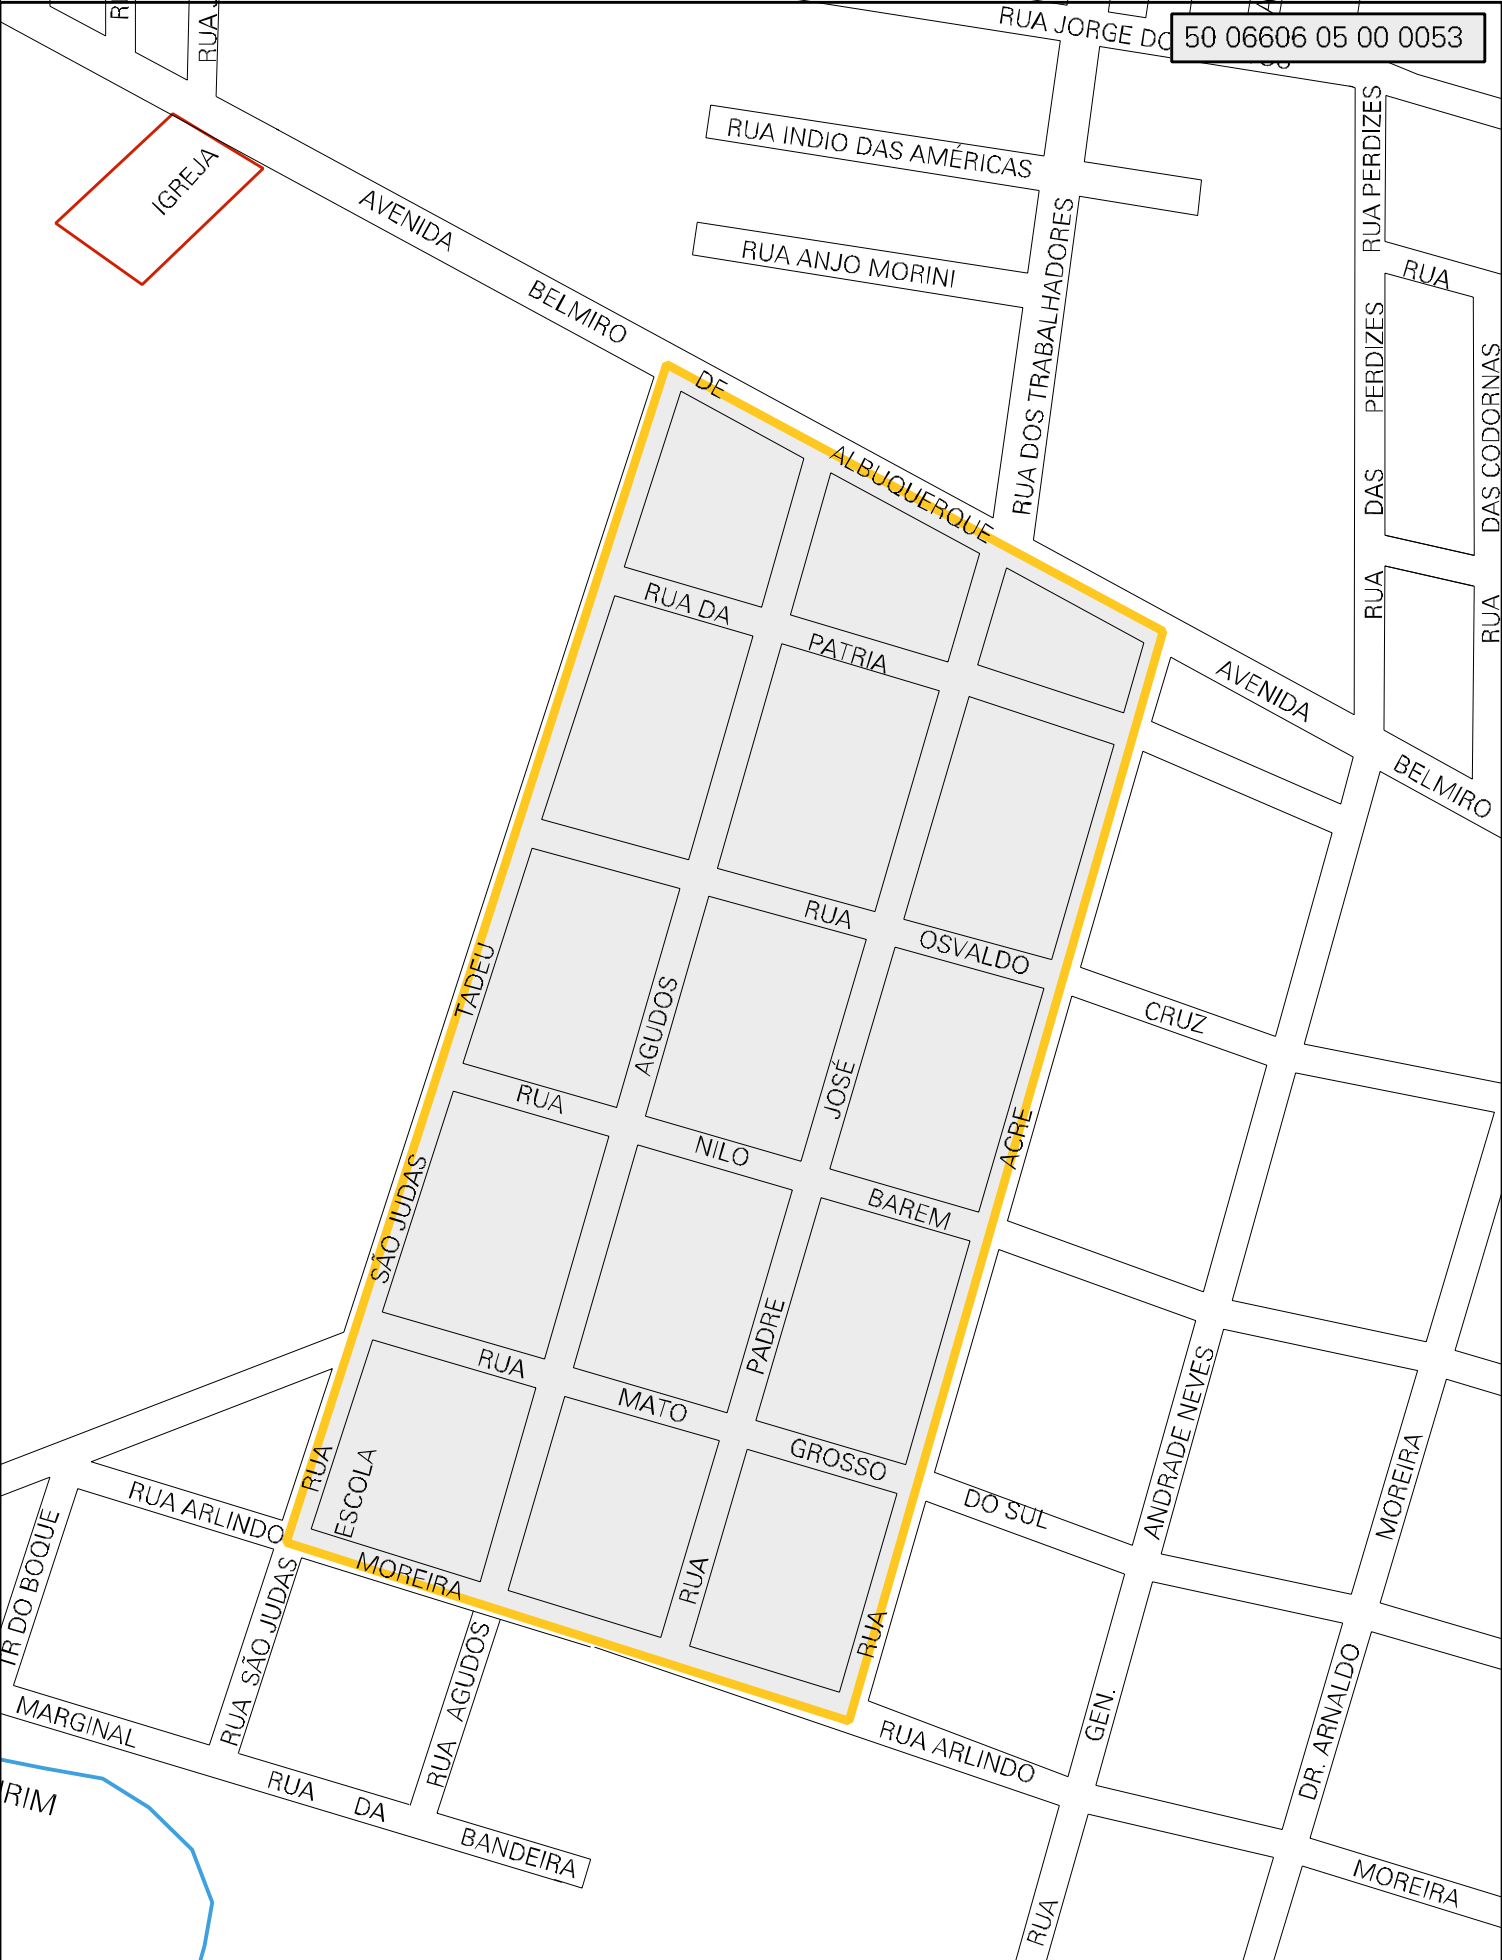 RUA JORGE DO
50 06606 05 00 0053
RUA INDIO DAS AMÉRICAS
RUA PERDIZES
IGREJA
AVENIDA
RUA ANJO MORINI
RUA
BELMIRO
RUA DOS TRABALHADORES
PERDIZES
DAS CODORNAS
DE
ALBUQUERQUE
DAS
RUA
RUA
RUA DA
PATRIA
AVENIDA
BELMIRO
RUA
OSVALDO
TADEU
AGUDOS
CRUZ
RUA
JOSÉ
NILO
ACRE
BAREM
SÃO JUDAS
PADRE
RUA
MATO
GROSSO
ANDRADE NEVES
MOREIRA
RUA
ESCOLA
RUA ARLINDO
DO SUL
MOREIRA
TR DO BOQUE
RUA
RUA
RUA SÃO JUDAS
RUA AGUDOS
GEN.
DR. ARNALDO
MARGINAL
RUA ARLINDO
RUA DA
BANDEIRA
IRIM
MOREIRA
RUA